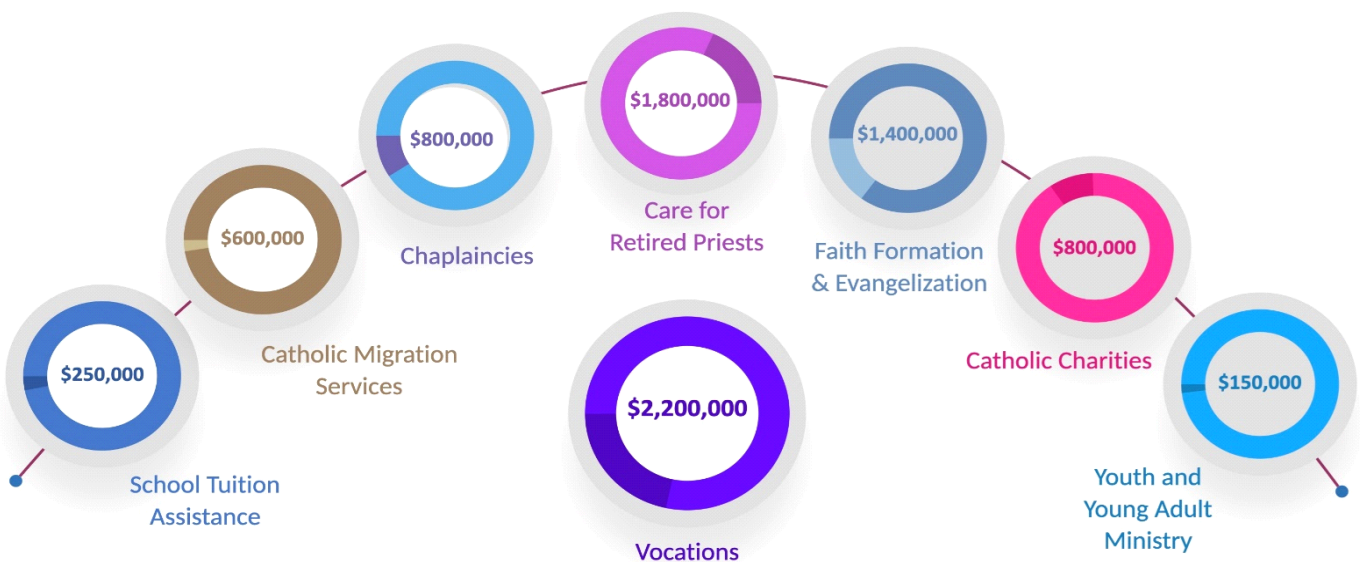 $250,000
School Tuition
Assistance
$600,000
Catholic Migration
Services
$800,000
Chaplaincies
$1,800,000
Care for
Retired Priests
$1,400,000
Faith Formation
& Evangelization
$800,000
Catholic Charities
$150,000
Youth and
Young Adult
Ministry
$2,200,000
Vocations